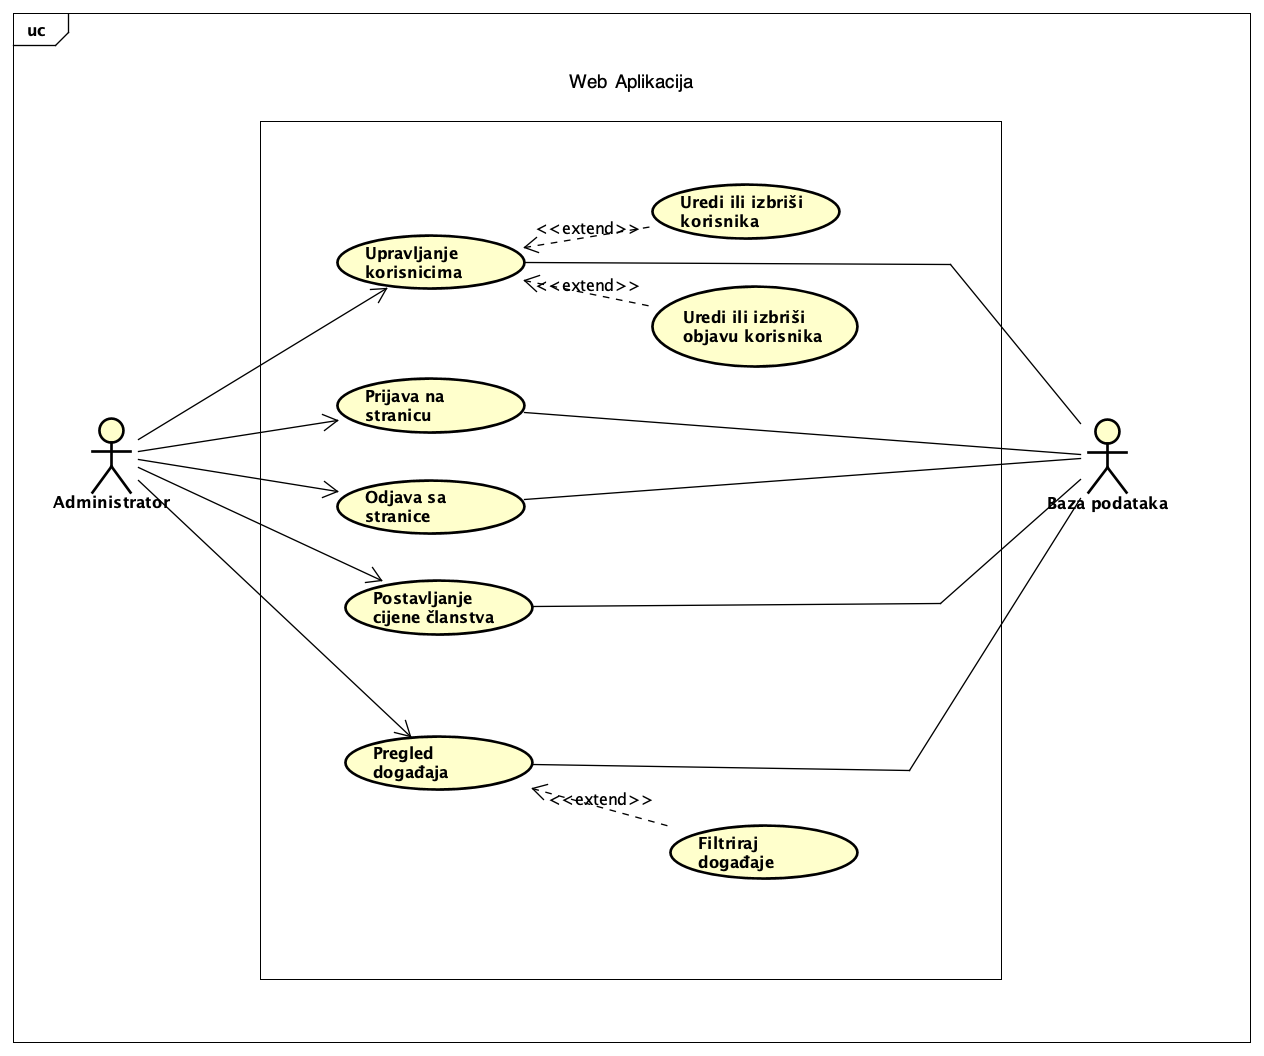 uc
Web Aplikacija
Uredi ili izbriši
korisnika
<<extend>>
Upravljanje
korisnicima
<<extend>>
Uredi ili izbriši
objavu korisnika
Prijava na
stranicu
Administrator
Odjava sa
stranice
Baza podataka
Postavljanje
cijene članstva
Pregled
događaja
<<extend>>
Filtriraj
događaje